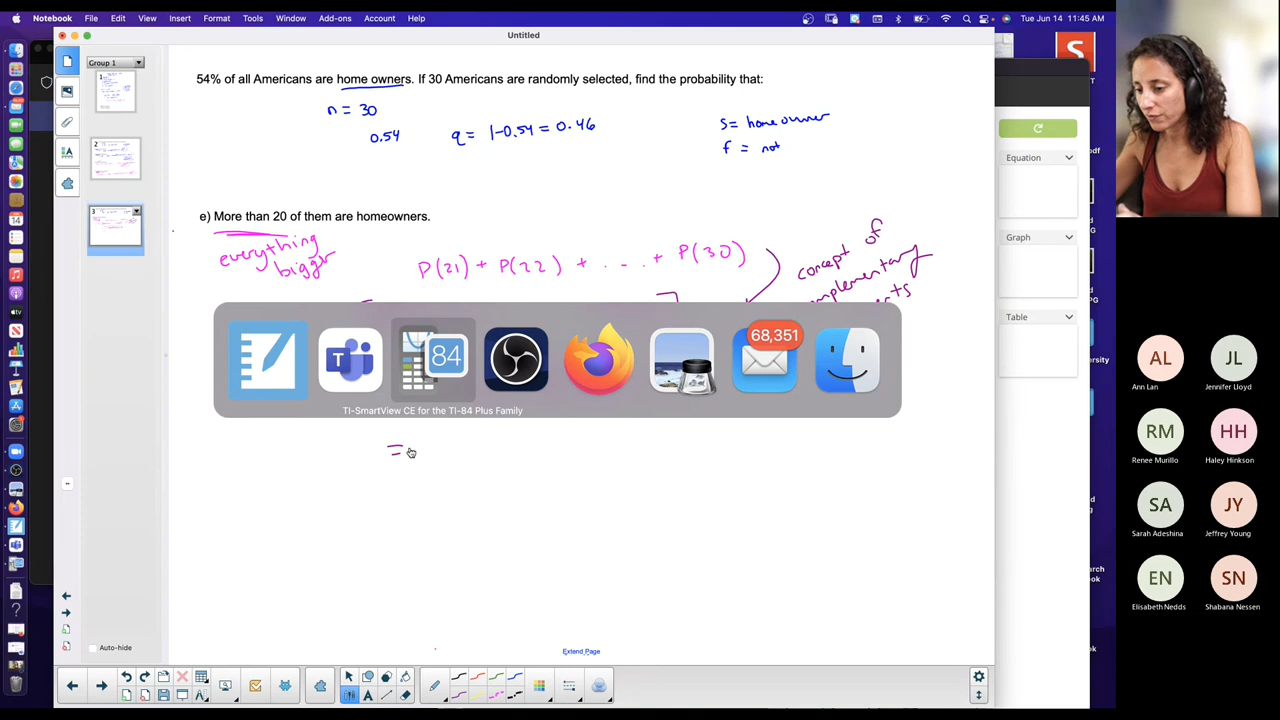 Notebook File Edit View Insert Format Tools Add-ons Account Help
Tue Jun 14 11:45 AM
Untitled
Group 1
54% of all Americans are home owners. If 30 Americans are randomly selected, find the probability that:
n = 30
0.54
q = 1-0.54 = 0.46
s = homeowner
f = not
e) More than 20 of them are homeowners.
everything
bigger
P(21) + P(22) + . - . + P(30)
concept of
84
68,351
TI-SmartView CE for the TI-84 Plus Family
=
Equation
Graph
Table
Auto-hide
Extend Page
AL
Ann Lan
JL
Jennifer Lloyd
RM
Renee Murillo
HH
Haley Hinkson
SA
Sarah Adeshina
JY
Jeffrey Young
EN
Elisabeth Nedds
SN
Shabana Nessen